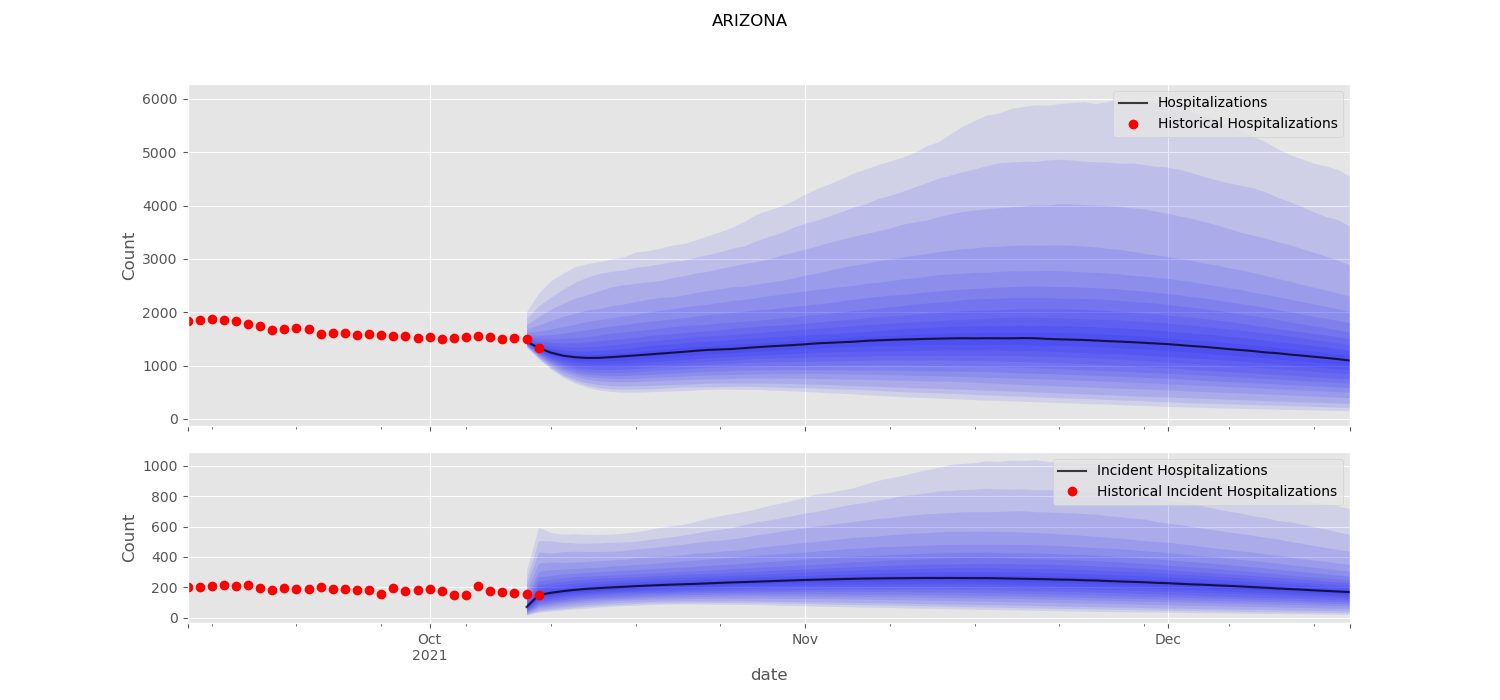 ARIZONA
6000
5000
4000
3000
2000
1000
0
Count
Hospitalizations
Historical Hospitalizations
1000
800
600
400
200
0
Count
Incident Hospitalizations
Historical Incident Hospitalizations
Oct
2021
Nov
Dec
date